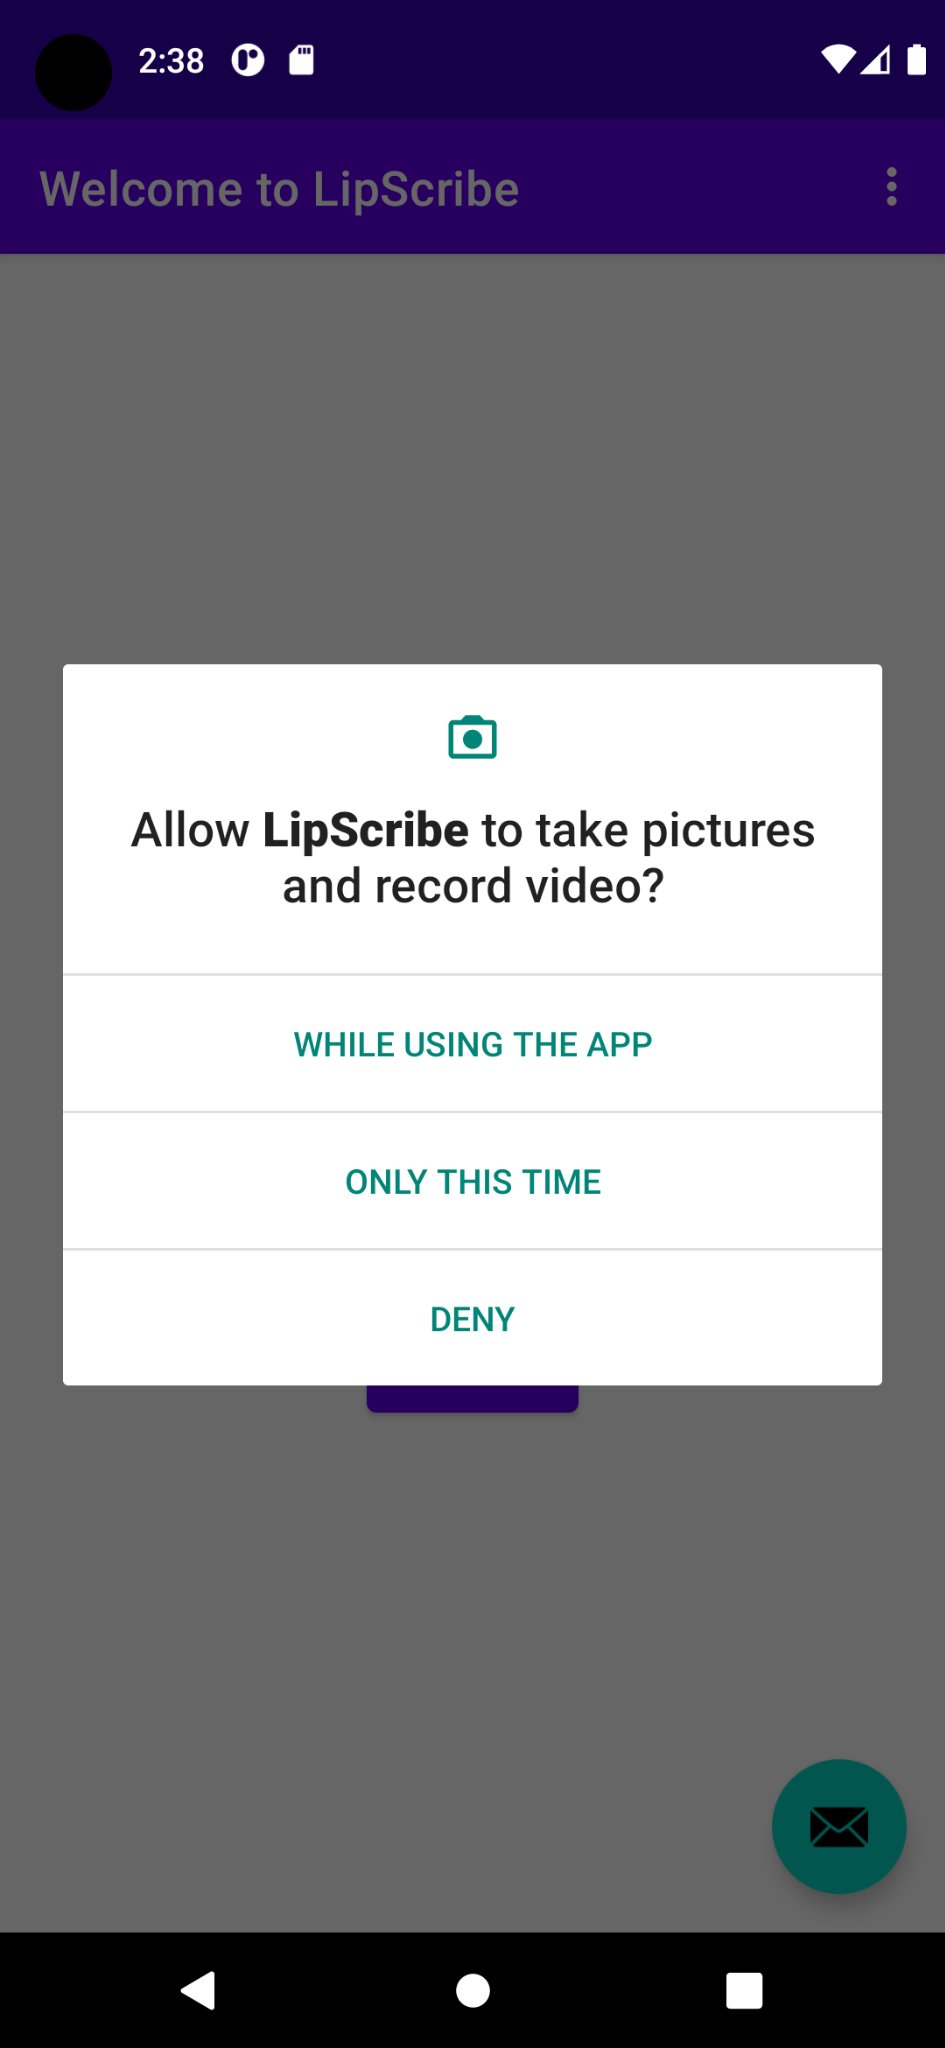 2:38
Welcome to LipScribe
Allow LipScribe to take pictures
and record video?
WHILE USING THE APP
ONLY THIS TIME
DENY